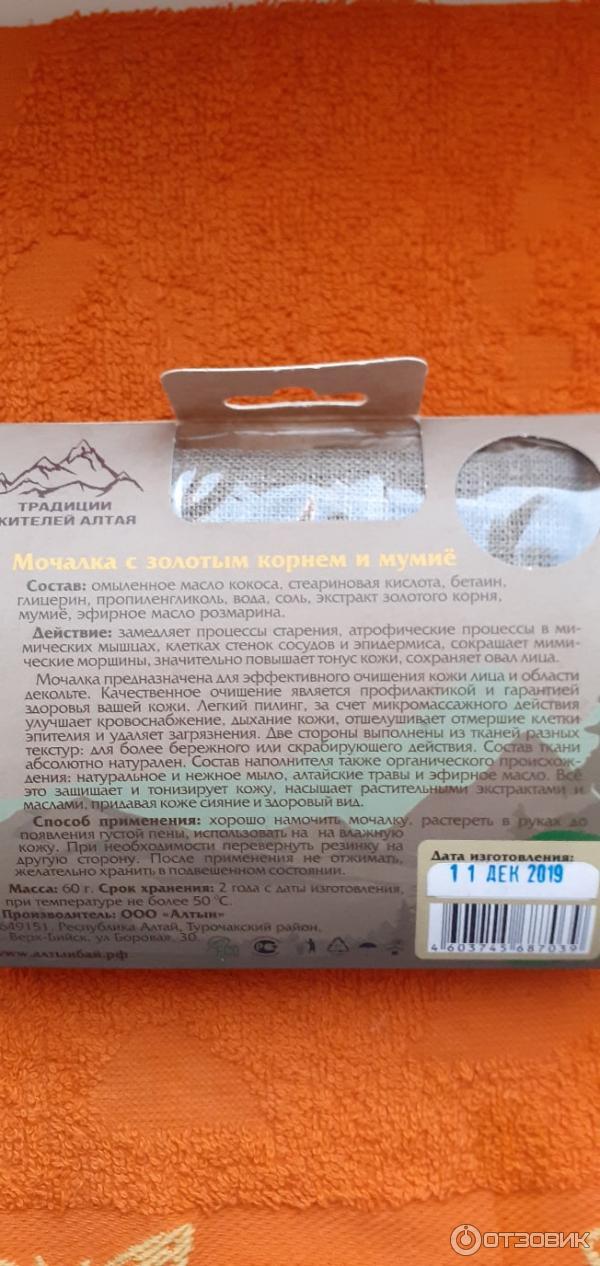 ТРАДИЦИИ
ЖИТЕЛЕЙ АЛТАЯ
Мочалка с золотым корнем и мумиё
Состав: омыленное масло кокоса, стеариновая кислота, бетаин,
глицерин, пропиленгликоль, вода, соль, экстракт золотого корня,
мумиё, эфирное масло розмарина.
Действие: замедляет процессы старения, атрофические процессы в ми-
мических мышцах, клетках стенок сосудов и эпидермиса, сокращает мими-
ческие морщины, значительно повышает тонус кожи, сохраняет овал лица.
Мочалка предназначена для эффективного очищения кожи лица и области
декольте. Качественное очищение является профилактикой и гарантией
здоровья вашей кожи. Легкий пилинг, за счет микромассажного действия
улучшает кровоснабжение, дыхание кожи, отшелушивает отмершие клетки
эпителия и удаляет загрязнения. Две стороны выполнены из тканей разных
текстур: для более бережного или скрабирующего действия. Состав ткани
абсолютно натурален. Состав наполнителя также органического происхож-
дения: натуральное и нежное мыло, алтайские травы и эфирное масло. Всё
это защищает и тонизирует кожу, насыщает растительными экстрактами и
маслами, придавая коже сияние и здоровый вид.
Способ применения: хорошо намочить мочалку, растереть в руках до
появления густой пены, использовать на на влажную
кожу. При необходимости перевернуть резинку на
другую сторону. После применения не отжимать,
желательно хранить в подвешенном состоянии.
Масса: 60 г. Срок хранения: 2 года с даты изготовления,
при температуре не более 50 °С.
Производитель: ООО «Алтын»
649151, Республика Алтай, Турочакский район,
с. Верх-Бийск, ул Боровая, 30
www.алтынбай.рф
Дата изготовления:
11 ДЕК 2019
4 603745 687039
ОТЗОВИК